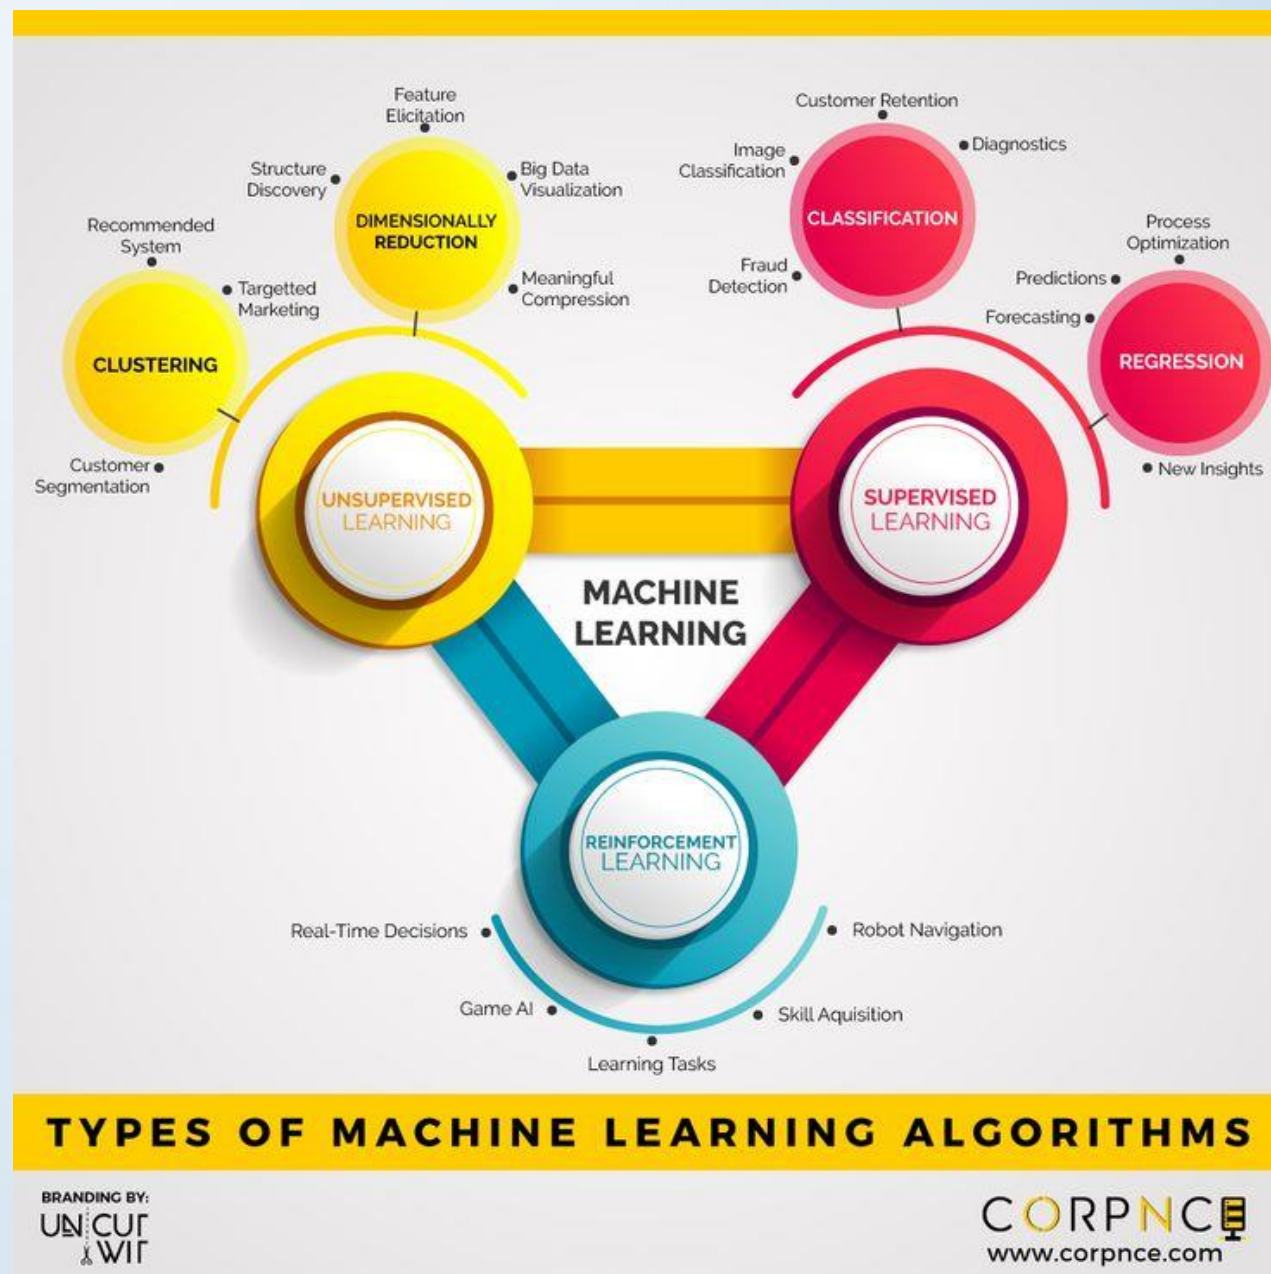 Feature
Elicitation
Structure
Discovery
Big Data
Visualization
DIMENSIONALLY
REDUCTION
Meaningful
Compression
Recommended
System
Targetted
Marketing
CLUSTERING
Customer
Segmentation
UNSUPERVISED
LEARNING
Customer Retention
Image
Classification
Diagnostics
CLASSIFICATION
Fraud
Detection
Process
Optimization
Predictions
Forecasting
REGRESSION
New Insights
SUPERVISED
LEARNING
MACHINE
LEARNING
REINFORCEMENT
LEARNING
Real-Time Decisions
Robot Navigation
Game AI
Skill Aquisition
Learning Tasks
TYPES OF MACHINE LEARNING ALGORITHMS
BRANDING BY:
UNCUT
WIT
CORPNCE
www.corpnce.com